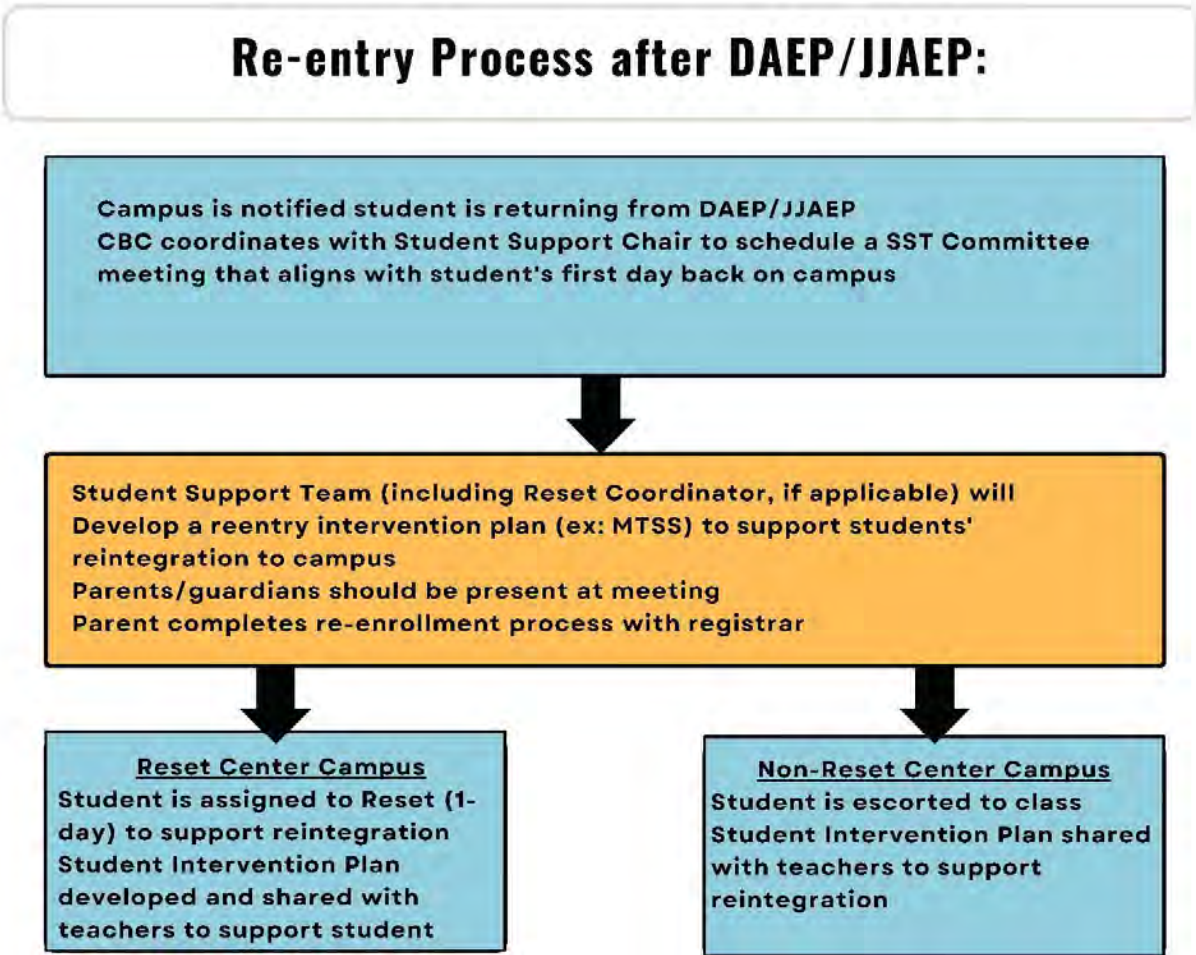 Re-entry Process after DAEP/JJAEP:
Campus is notified student is returning from DAEP/JJAEP
CBC coordinates with Student Support Chair to schedule a SST Committee
meeting that aligns with student's first day back on campus
Student Support Team (including Reset Coordinator, if applicable) will
Develop a reentry intervention plan (ex: MTSS) to support students'
reintegration to campus
Parents/guardians should be present at meeting
Parent completes re-enrollment process with registrar
Reset Center Campus
Student is assigned to Reset (1-
day) to support reintegration
Student Intervention Plan
developed and shared with
teachers to support student
Non-Reset Center Campus
Student is escorted to class
Student Intervention Plan shared
with teachers to support
reintegration